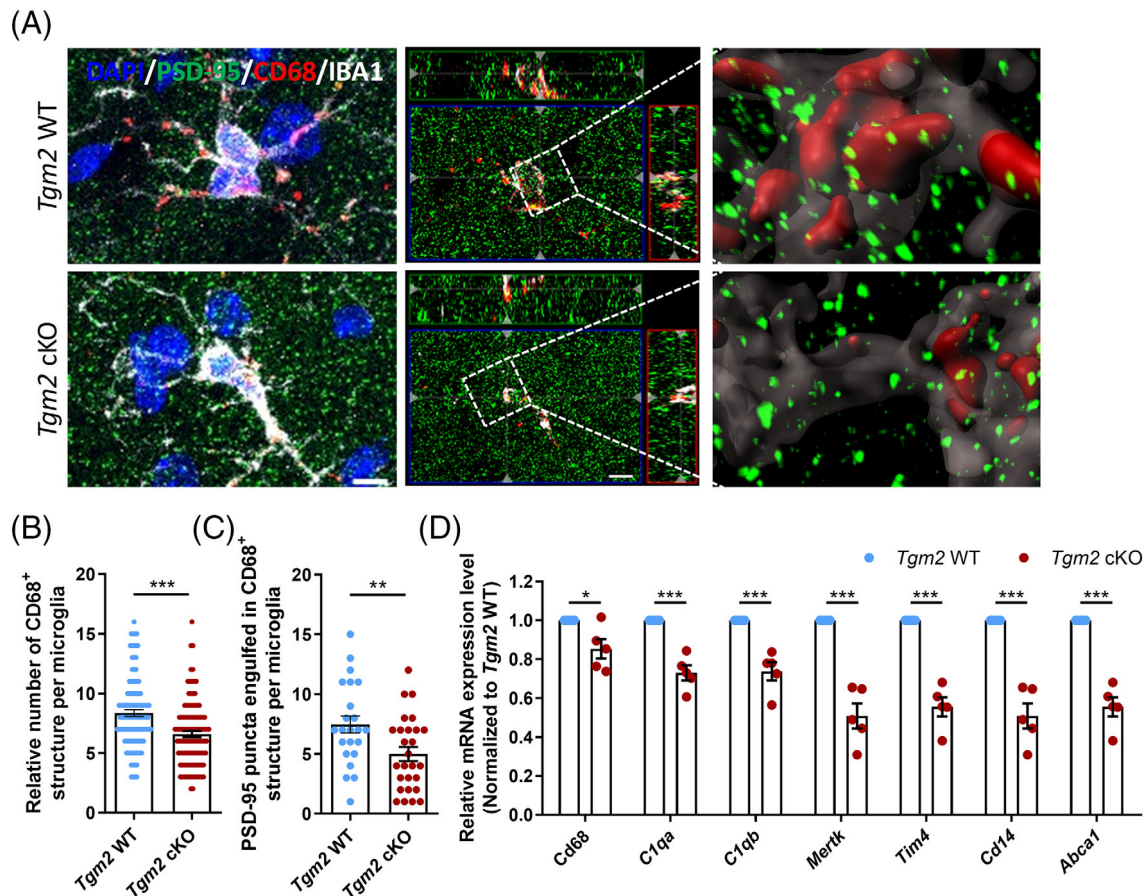 (A)
DAPI/PSD-95/CD68/IBA1
Tgm2 WT
Tgm2 cKO
(B)
Relative number of CD68+
structure per microglia
20
15
10
5
0
***
Tgm2 WT
Tgm2 cKO
(C)
PSD-95 puncta engulfed in CD68+
structure per microglia
20
15
10
5
0
**
Tgm2 WT
Tgm2 cKO
(D)
Tgm2 WT
Tgm2 cKO
Relative mRNA expression level
(Normalized to Tgm2 WT)
1.2
1.0
0.8
0.6
0.4
0.2
0.0
* *** *** *** *** *** ***
Cd68
C1qa
C1qb
Mertk
Tim4
Cd14
Abca1